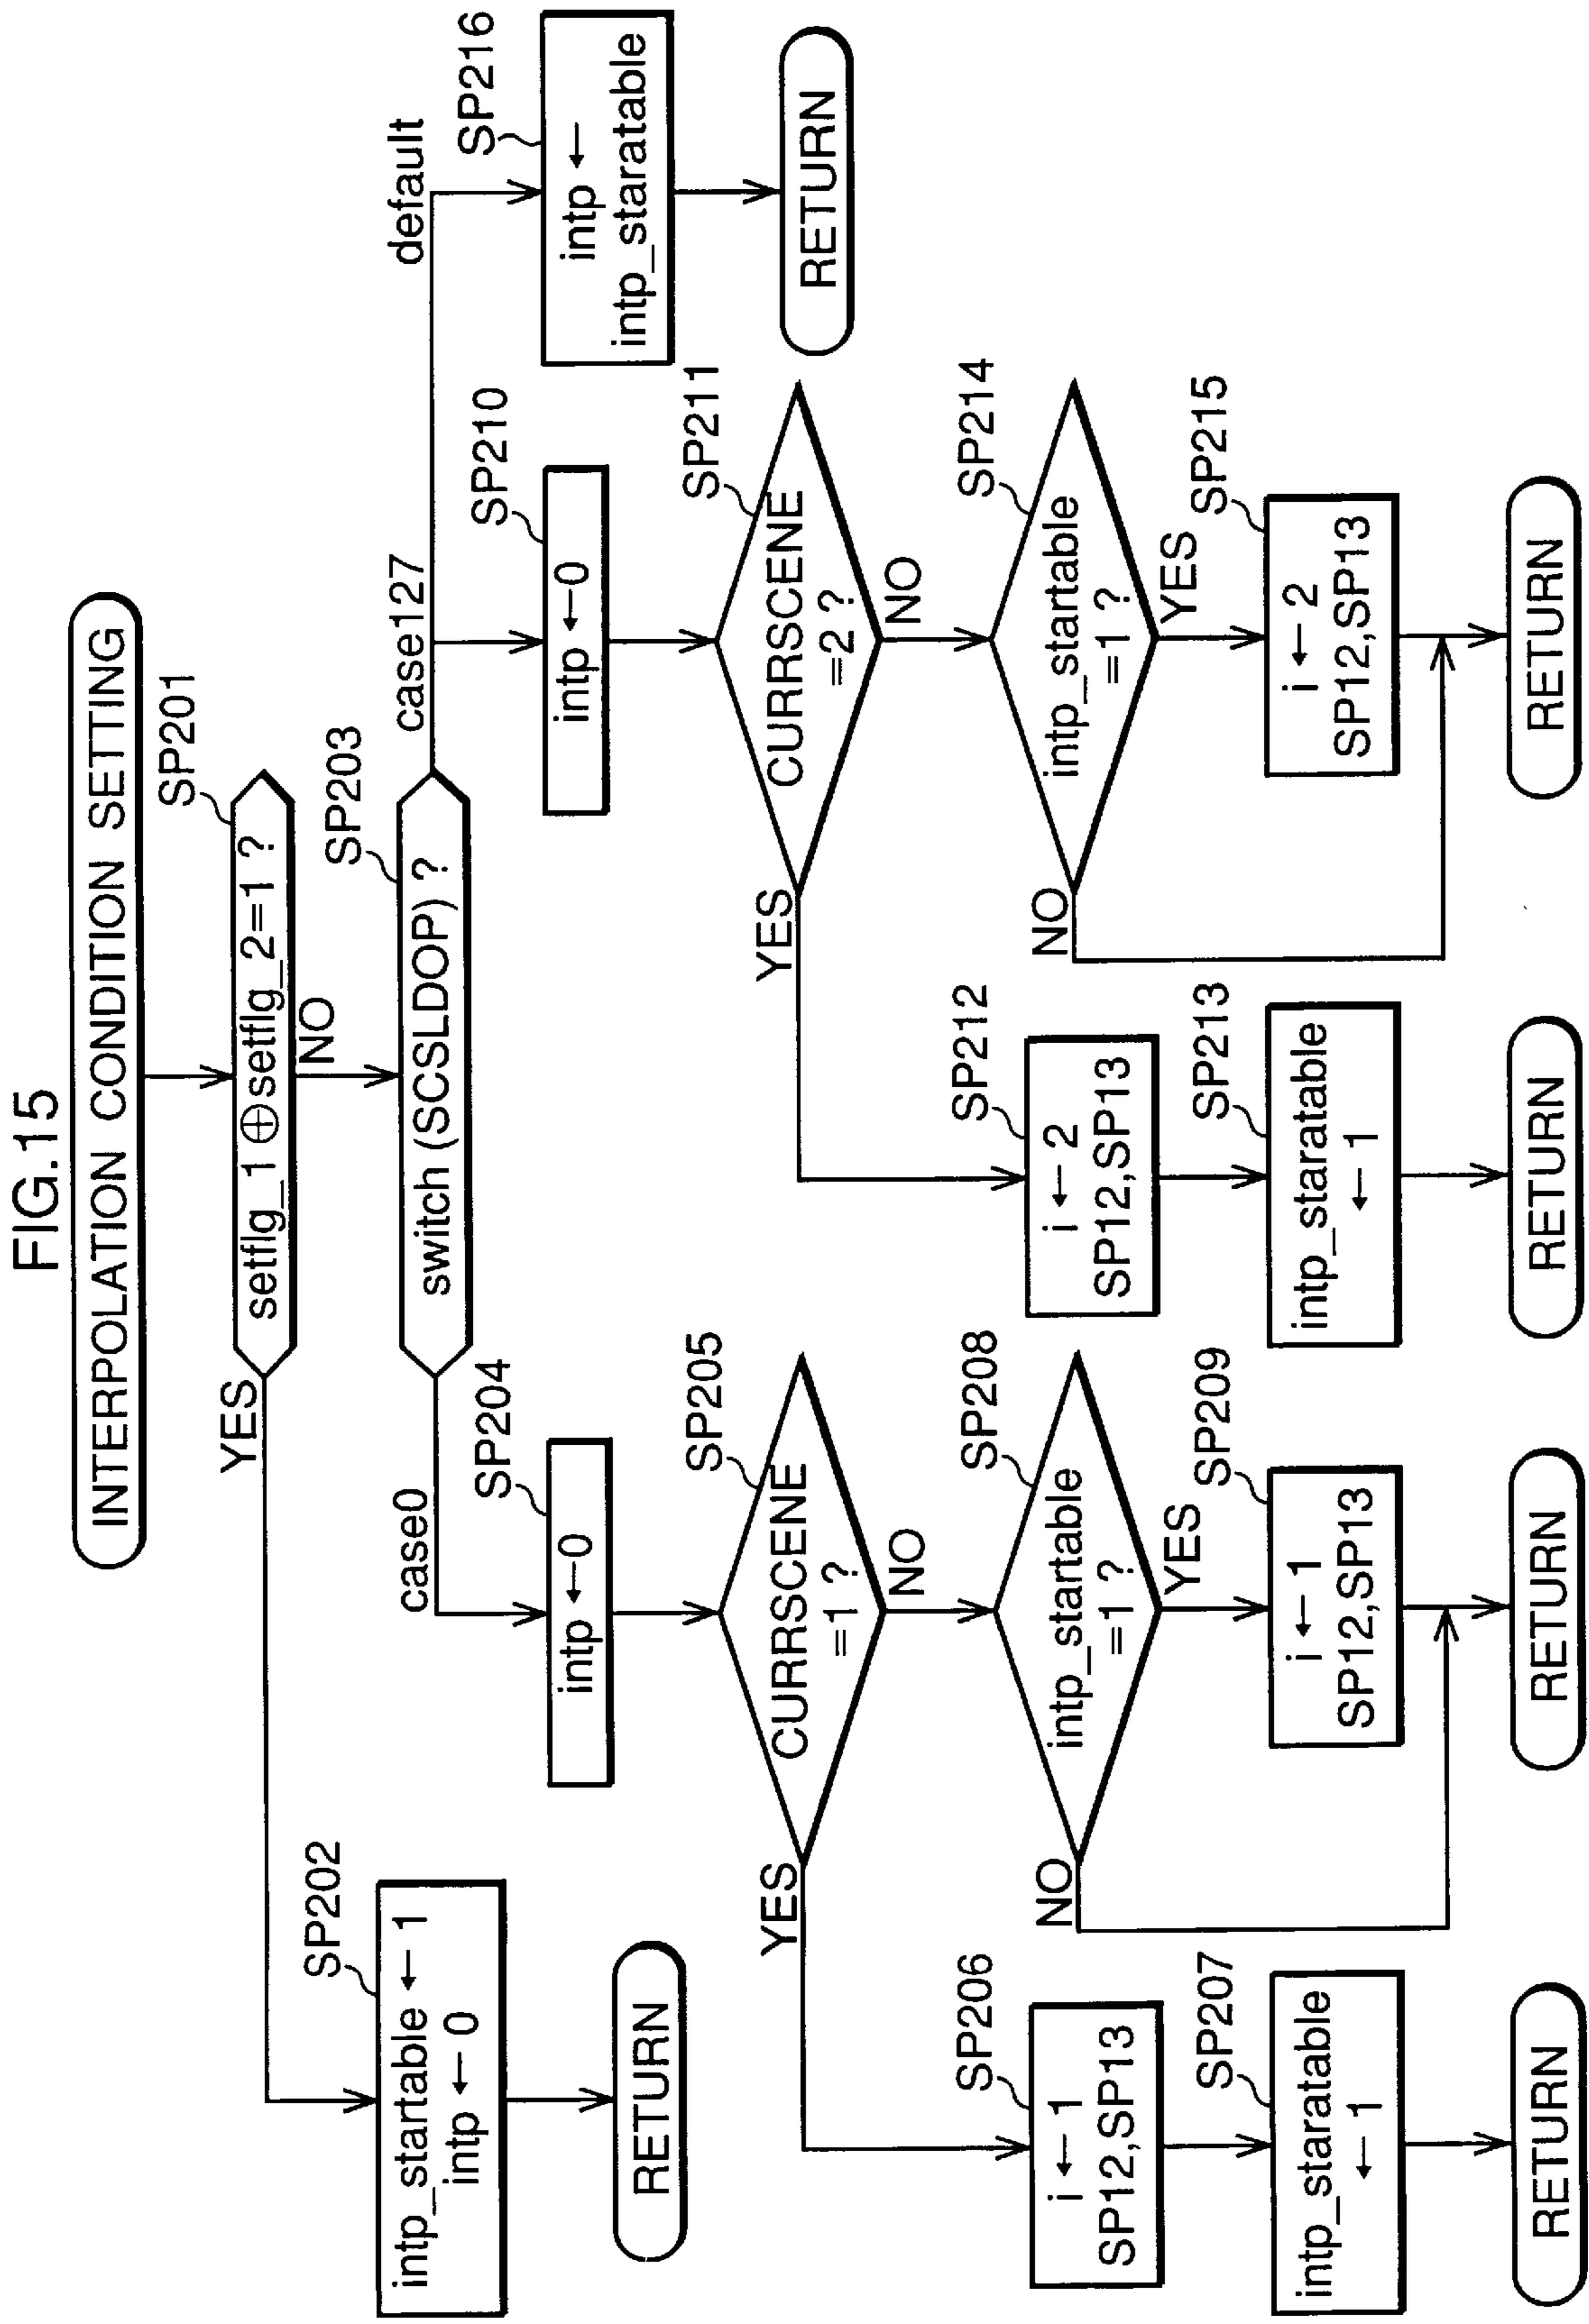 FIG.15
INTERPOLATION CONDITION SETTING
SP201
setflg_1⊕setflg_2=1 ?
YES
NO
SP202
intp_startable ← 1
intp ← 0
RETURN
SP203
switch (SCSLDOP) ?
case0
case127
default
SP204
intp ←0
SP205
CURRSCENE
=1 ?
YES
NO
SP206
i ← 1
SP12,SP13
SP207
intp_staratable
← 1
RETURN
SP208
intp_startable
=1 ?
NO
YES
SP209
i ← 1
SP12,SP13
RETURN
SP210
intp ←0
SP211
CURRSCENE
=2 ?
YES
NO
SP212
i ← 2
SP12,SP13
SP213
intp_staratable
← 1
RETURN
SP214
intp_startable
=1 ?
NO
YES
SP215
i ← 2
SP12,SP13
RETURN
SP216
intp ←
intp_staratable
RETURN